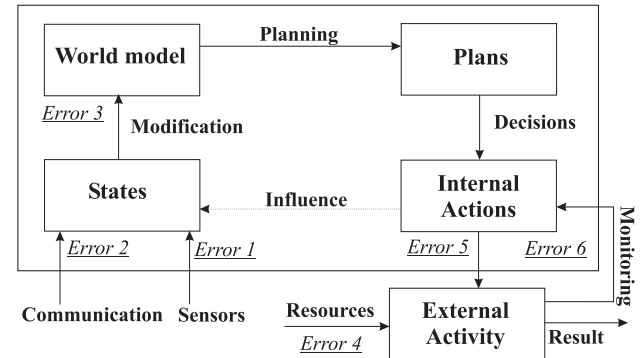 Planning
World model
Plans
Error 3
Modification
Decisions
States
Influence
Internal
Actions
Error 2
Error 1
Error 5
Error 6
Monitoring
Communication
Sensors
Resources
External
Activity
Error 4
Result